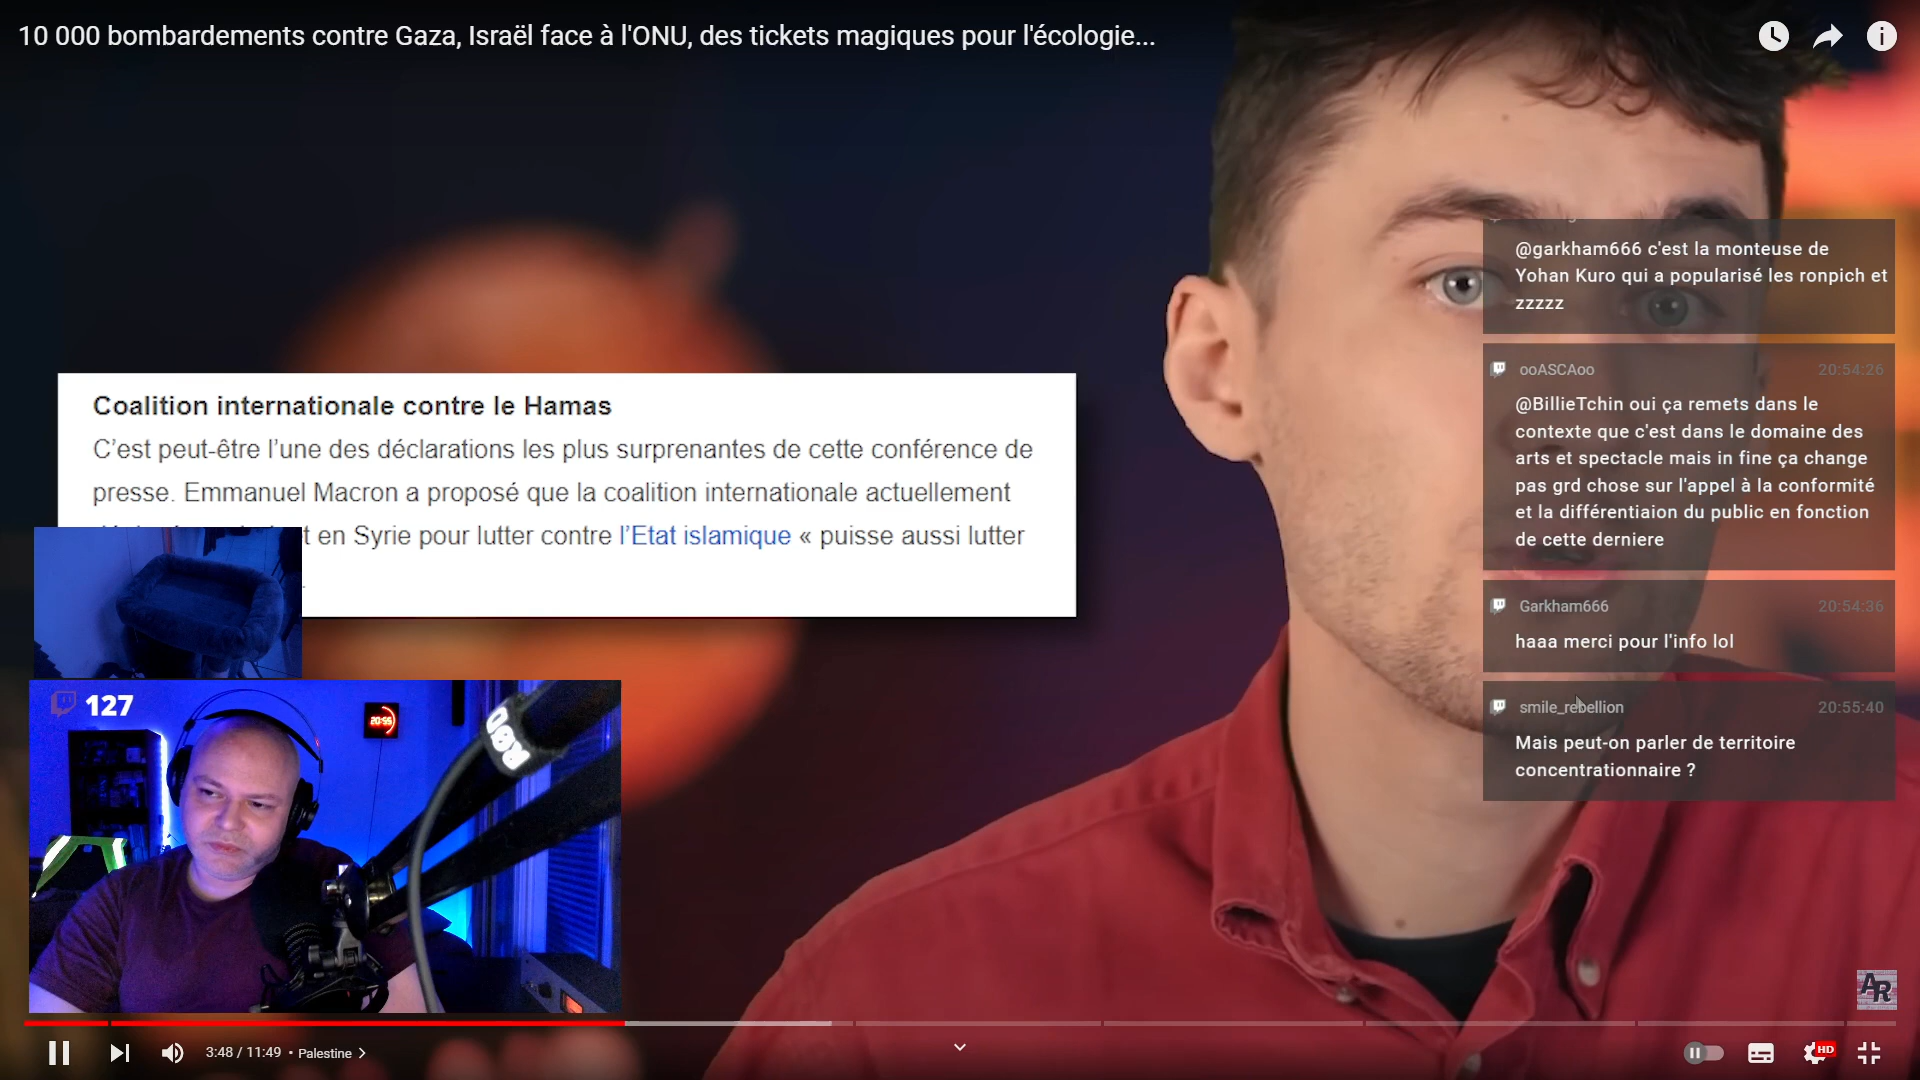 10 000 bombardements contre Gaza, Israël face à l'ONU, des tickets magiques pour l'écologie...
@garkham666 c'est la monteuse de
Yohan Kuro qui a popularisé les ronpich et
zzzzz
ooASCAoo 20:54:26
@BillieTchin oui ça remets dans le
contexte que c'est dans le domaine des
arts et spectacle mais in fine ça change
pas grd chose sur l'appel à la conformité
et la différentiaion du public en fonction
de cette derniere
Garkham666 20:54:36
haaa merci pour l'info lol
smile_rebellion 20:55:40
Mais peut-on parler de territoire
concentrationnaire ?
Coalition internationale contre le Hamas
C'est peut-être l'une des déclarations les plus surprenantes de cette conférence de
presse. Emmanuel Macron a proposé que la coalition internationale actuellement
t en Syrie pour lutter contre l'Etat islamique « puisse aussi lutter
127
20:55
AR
3:48 / 11:49 • Palestine
HD